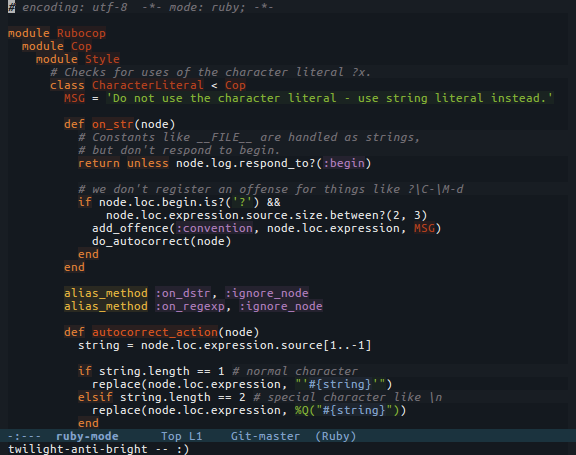 # encoding: utf-8  -*- mode: ruby; -*-

module Rubocop
  module Cop
    module Style
      # Checks for uses of the character literal ?x.
      class CharacterLiteral < Cop
        MSG = 'Do not use the character literal - use string literal instead.'

        def on_str(node)
          # Constants like __FILE__ are handled as strings,
          # but don't respond to begin.
          return unless node.log.respond_to?(:begin)

          # we don't register an offense for things like ?\C-\M-d
          if node.loc.begin.is?('?') &&
              node.loc.expression.source.size.between?(2, 3)
            add_offence(:convention, node.loc.expression, MSG)
            do_autocorrect(node)
          end
        end

        alias_method :on_dstr, :ignore_node
        alias_method :on_regexp, :ignore_node

        def autocorrect_action(node)
          string = node.loc.expression.source[1..-1]

          if string.length == 1 # normal character
            replace(node.loc.expression, "'#{string}'")
          elsif string.length == 2 # special character like \n
            replace(node.loc.expression, %Q("#{string}"))
          end
-:---  ruby-mode      Top L1    Git-master  (Ruby)
twilight-anti-bright -- :)